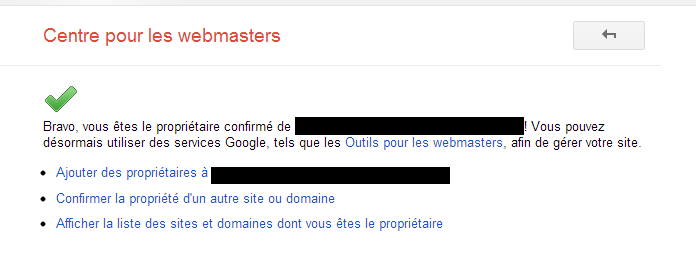 Centre pour les webmasters
Bravo, vous êtes le propriétaire confirmé de ! Vous pouvez
désormais utiliser des services Google, tels que les Outils pour les webmasters, afin de gérer votre site.
Ajouter des propriétaires à
Confirmer la propriété d'un autre site ou domaine
Afficher la liste des sites et domaines dont vous êtes le propriétaire